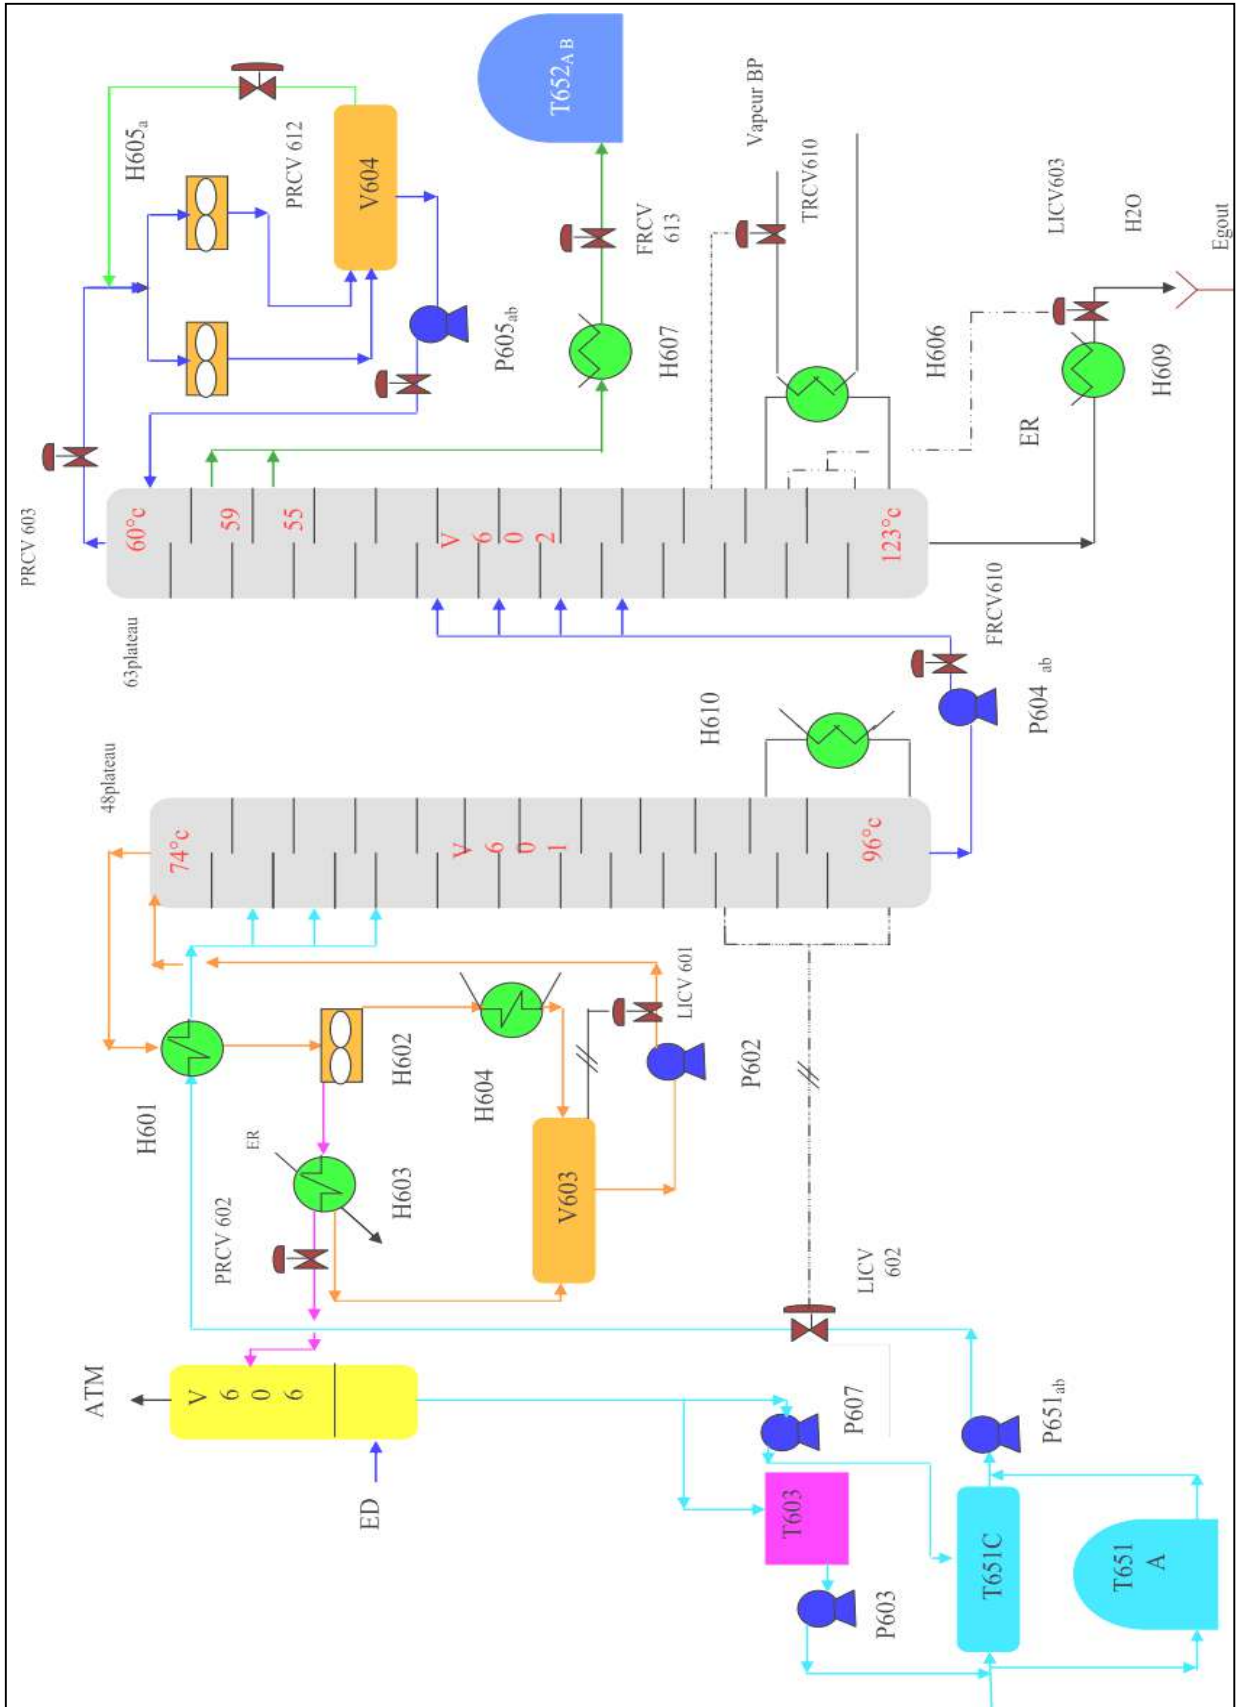 ATM
V
6
0
6
ED
T651
A
T651C
P651ab
T603
P603
P607
LICV
602
PRCV 602
H603
ER
H601
H602
H604
V603
P602
LICV 601
48plateau
74°c
V
6
0
1
96°c
H610
P604 ab
FRCV610
63plateau
60°c
59
55
V
6
0
2
123°c
PRCV 603
H605a
PRCV 612
V604
P605ab
H607
FRCV
613
T652A B
Vapeur BP
TRCV610
H606
ER
H609
LICV603
H2O
Egout